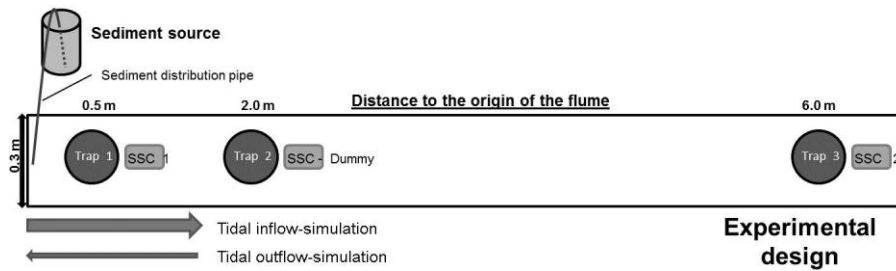 Sediment source
Sediment distribution pipe
0.5 m
2.0 m
Distance to the origin of the flume
6.0 m
0.3 m
Trap 1
SSC 1
Trap 2
SSC - Dummy
Trap 3
SSC 2
Tidal inflow-simulation
Tidal outflow-simulation
Experimental
design